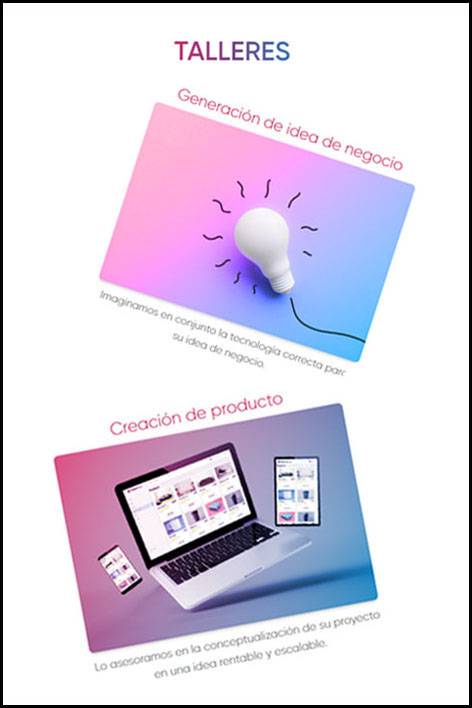 TALLERES
Generación de idea de negocio
Imaginamos en conjunto la tecnología correcta para
su idea de negocio.
Creación de producto
Lo asesoramos en la conceptualización de su proyecto
en una idea rentable y escalable.